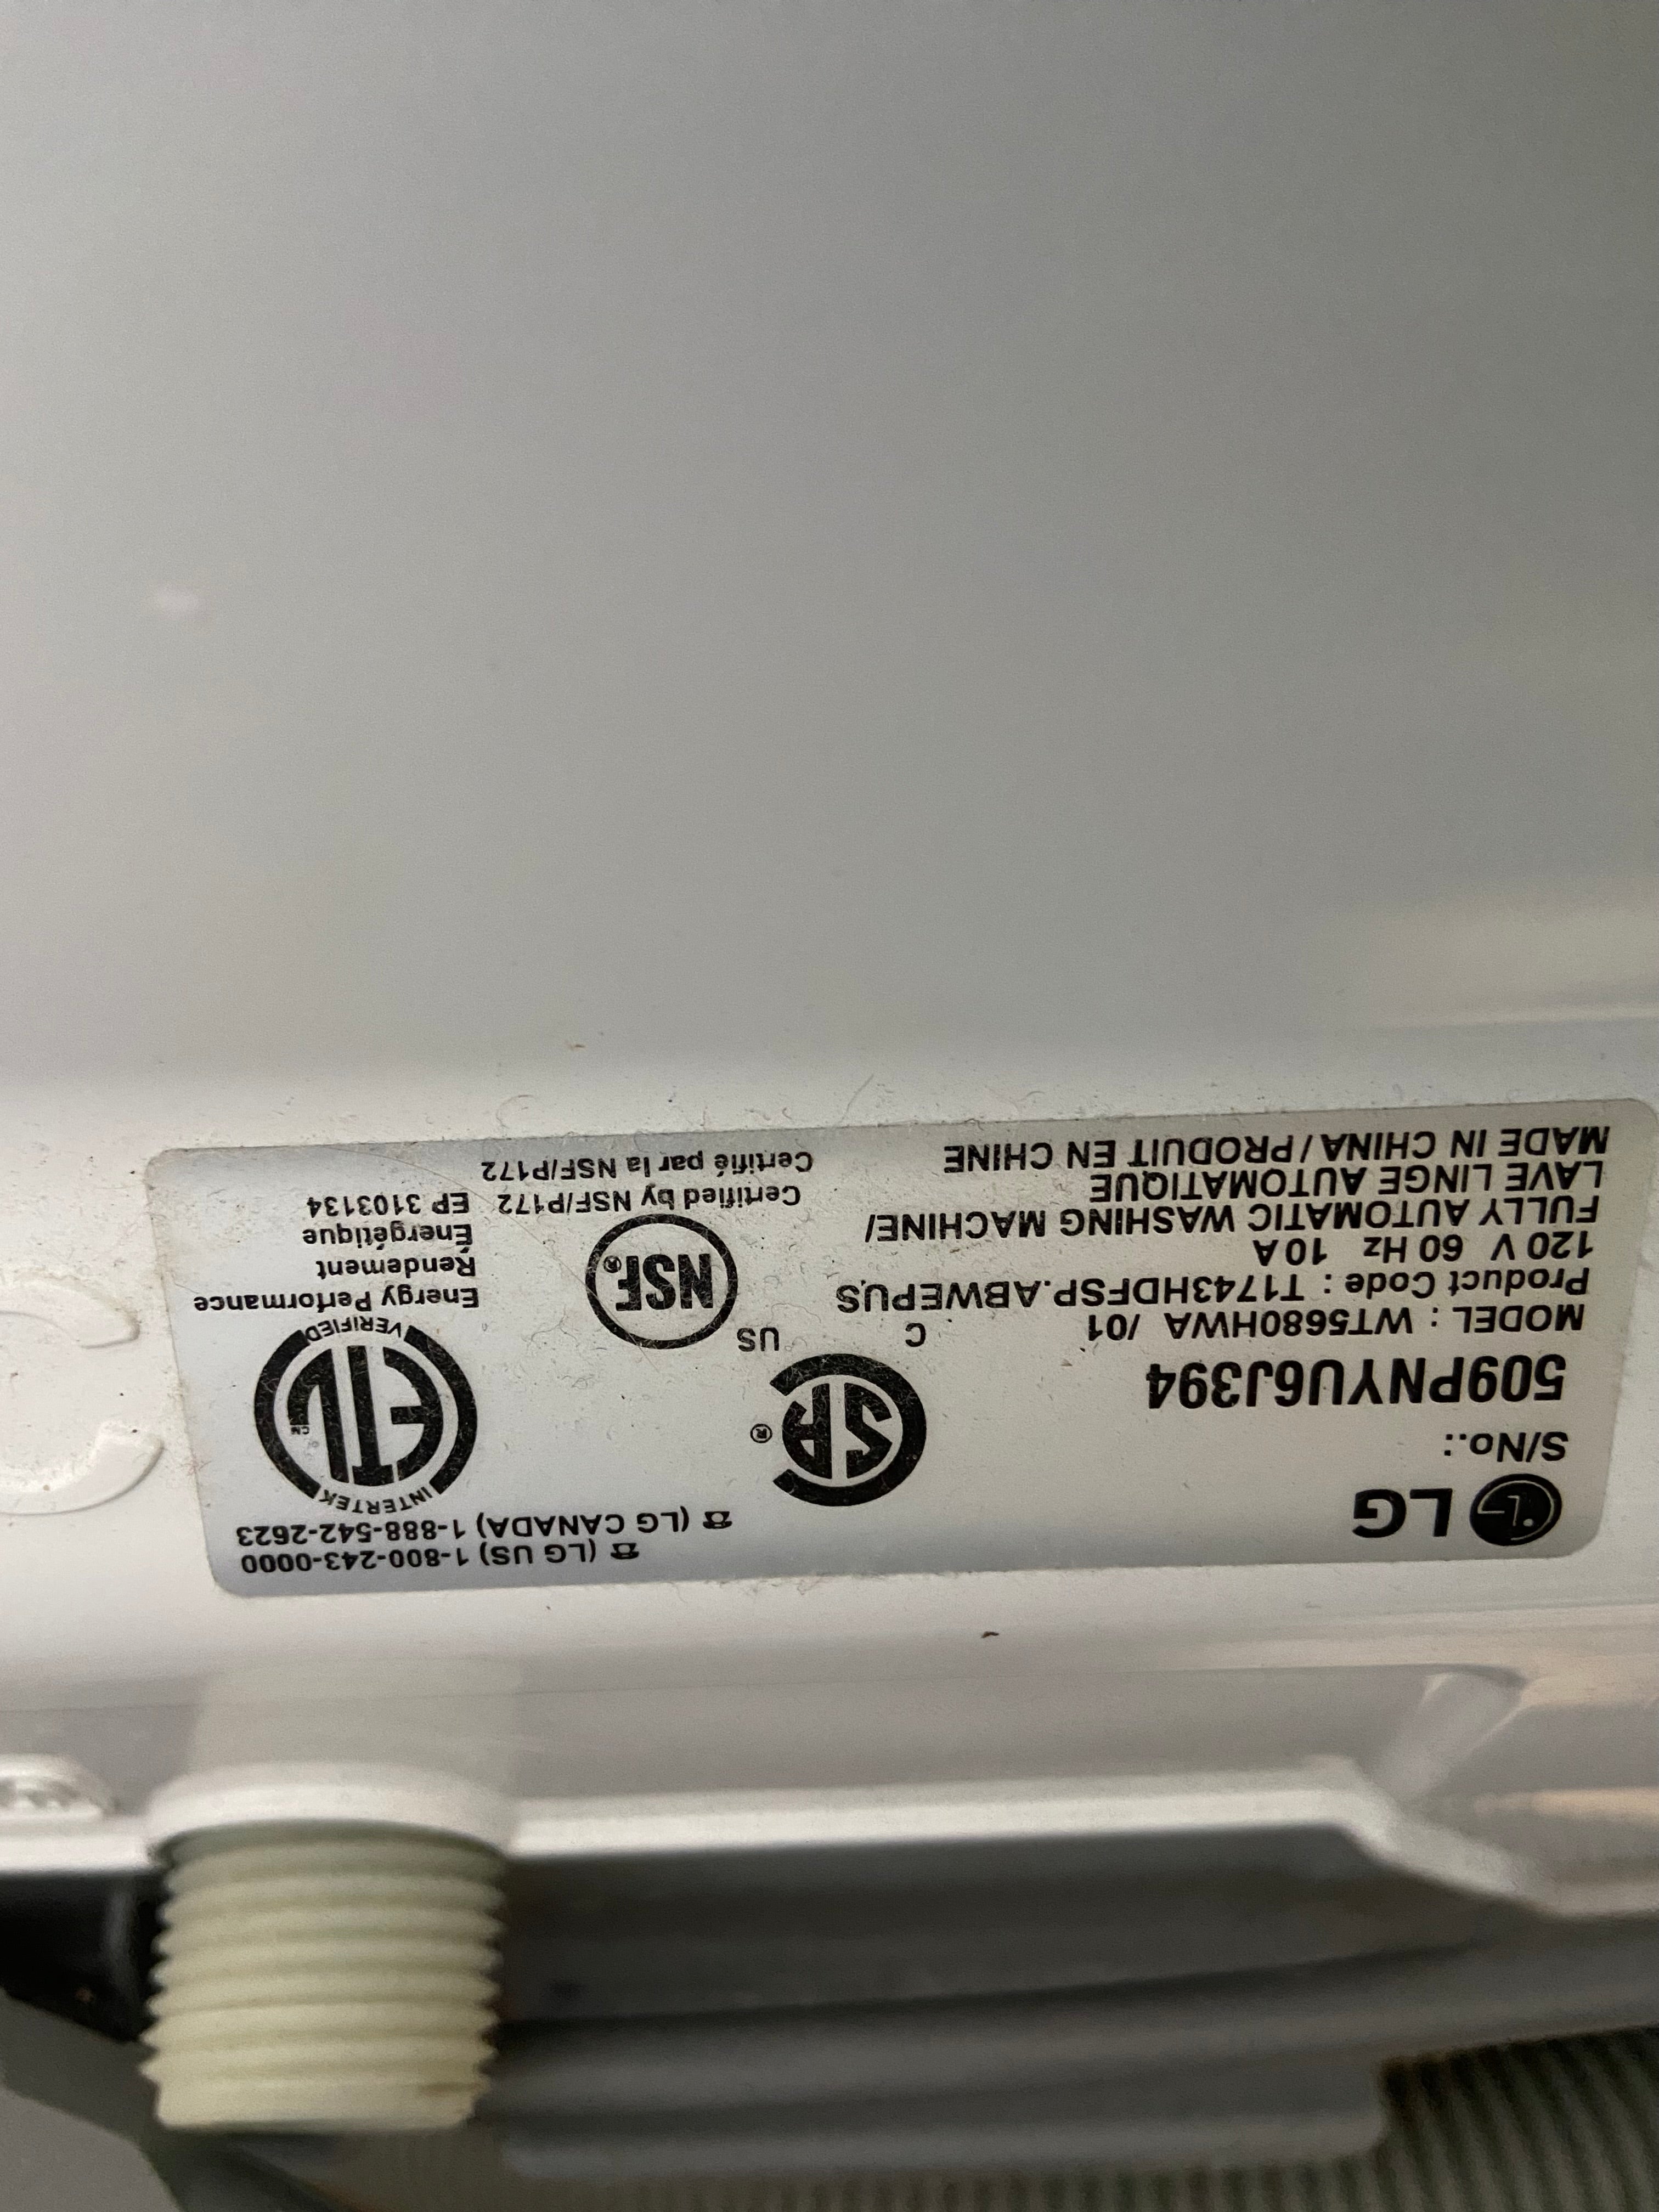 LG
S/No.:
509PNYU6J394
MODEL : WT5680HWA /01
Product Code : T1743HDFSP.ABWEPUS
120 V 60 Hz 10 A
FULLY AUTOMATIC WASHING MACHINE/
LAVE LINGE AUTOMATIQUE
MADE IN CHINA / PRODUIT EN CHINE
SA ®
C US
NSF®
Certified by NSF/P172
Certifié par la NSF/P172
☎ (LG US) 1-800-243-0000
☎ (LG CANADA) 1-888-542-2623
INTERTEK
ETL CM
VERIFIED
Energy Performance
Rendement
Énergétique
EP 3103134